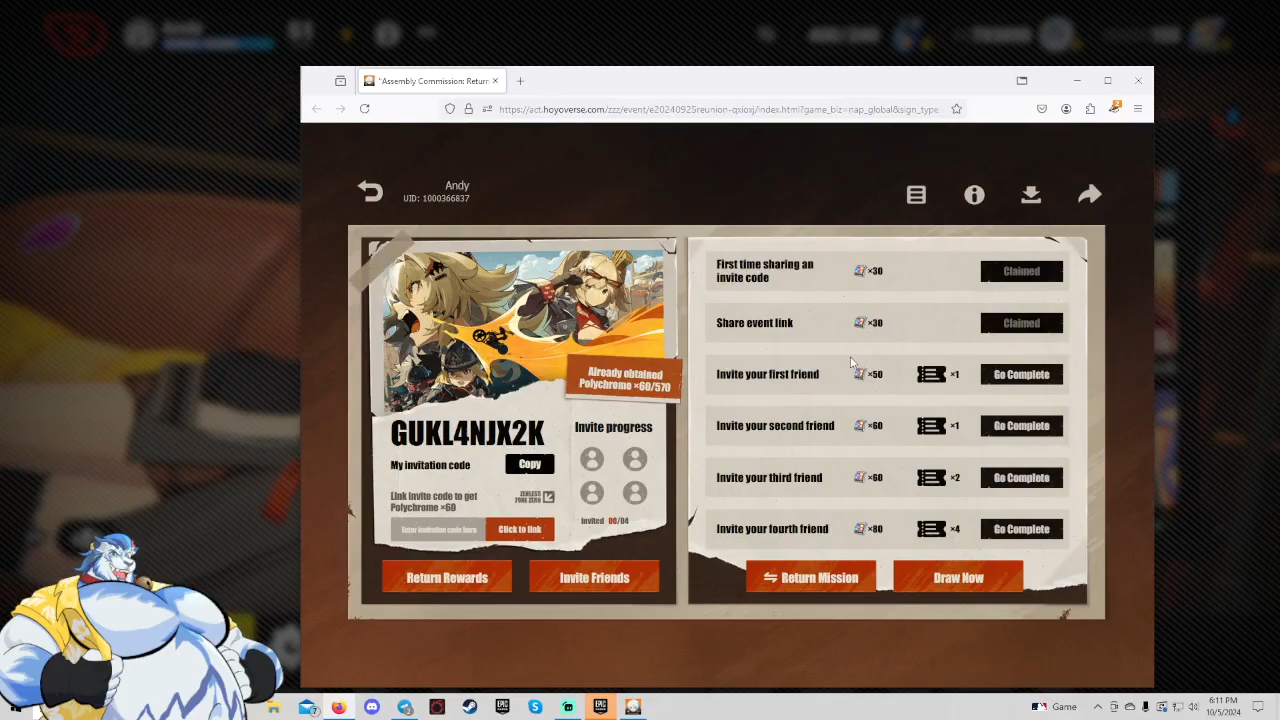 "Assembly Commission: Return
https://act.hoyoverse.com/zzz/event/e20240925reunion-qxioxj/index.html?game_biz=nap_global&sign_type
2
Andy
UID: 1000366837
Already obtained
Polychrome ×60/570
GUKL4NJX2K
My invitation code
Copy
Link invite code to get
Polychrome ×60
ZENLESS
ZONE ZERO
Enter invitation code here
Click to link
Invite progress
Invited 00/04
Return Rewards
Invite Friends
First time sharing an
invite code
×30
Claimed
Share event link
×30
Claimed
Invite your first friend
×50
×1
Go Complete
Invite your second friend
×60
×1
Go Complete
Invite your third friend
×60
×2
Go Complete
Invite your fourth friend
×80
×4
Go Complete
Return Mission
Draw Now
Game
6:11 PM
10/5/2024